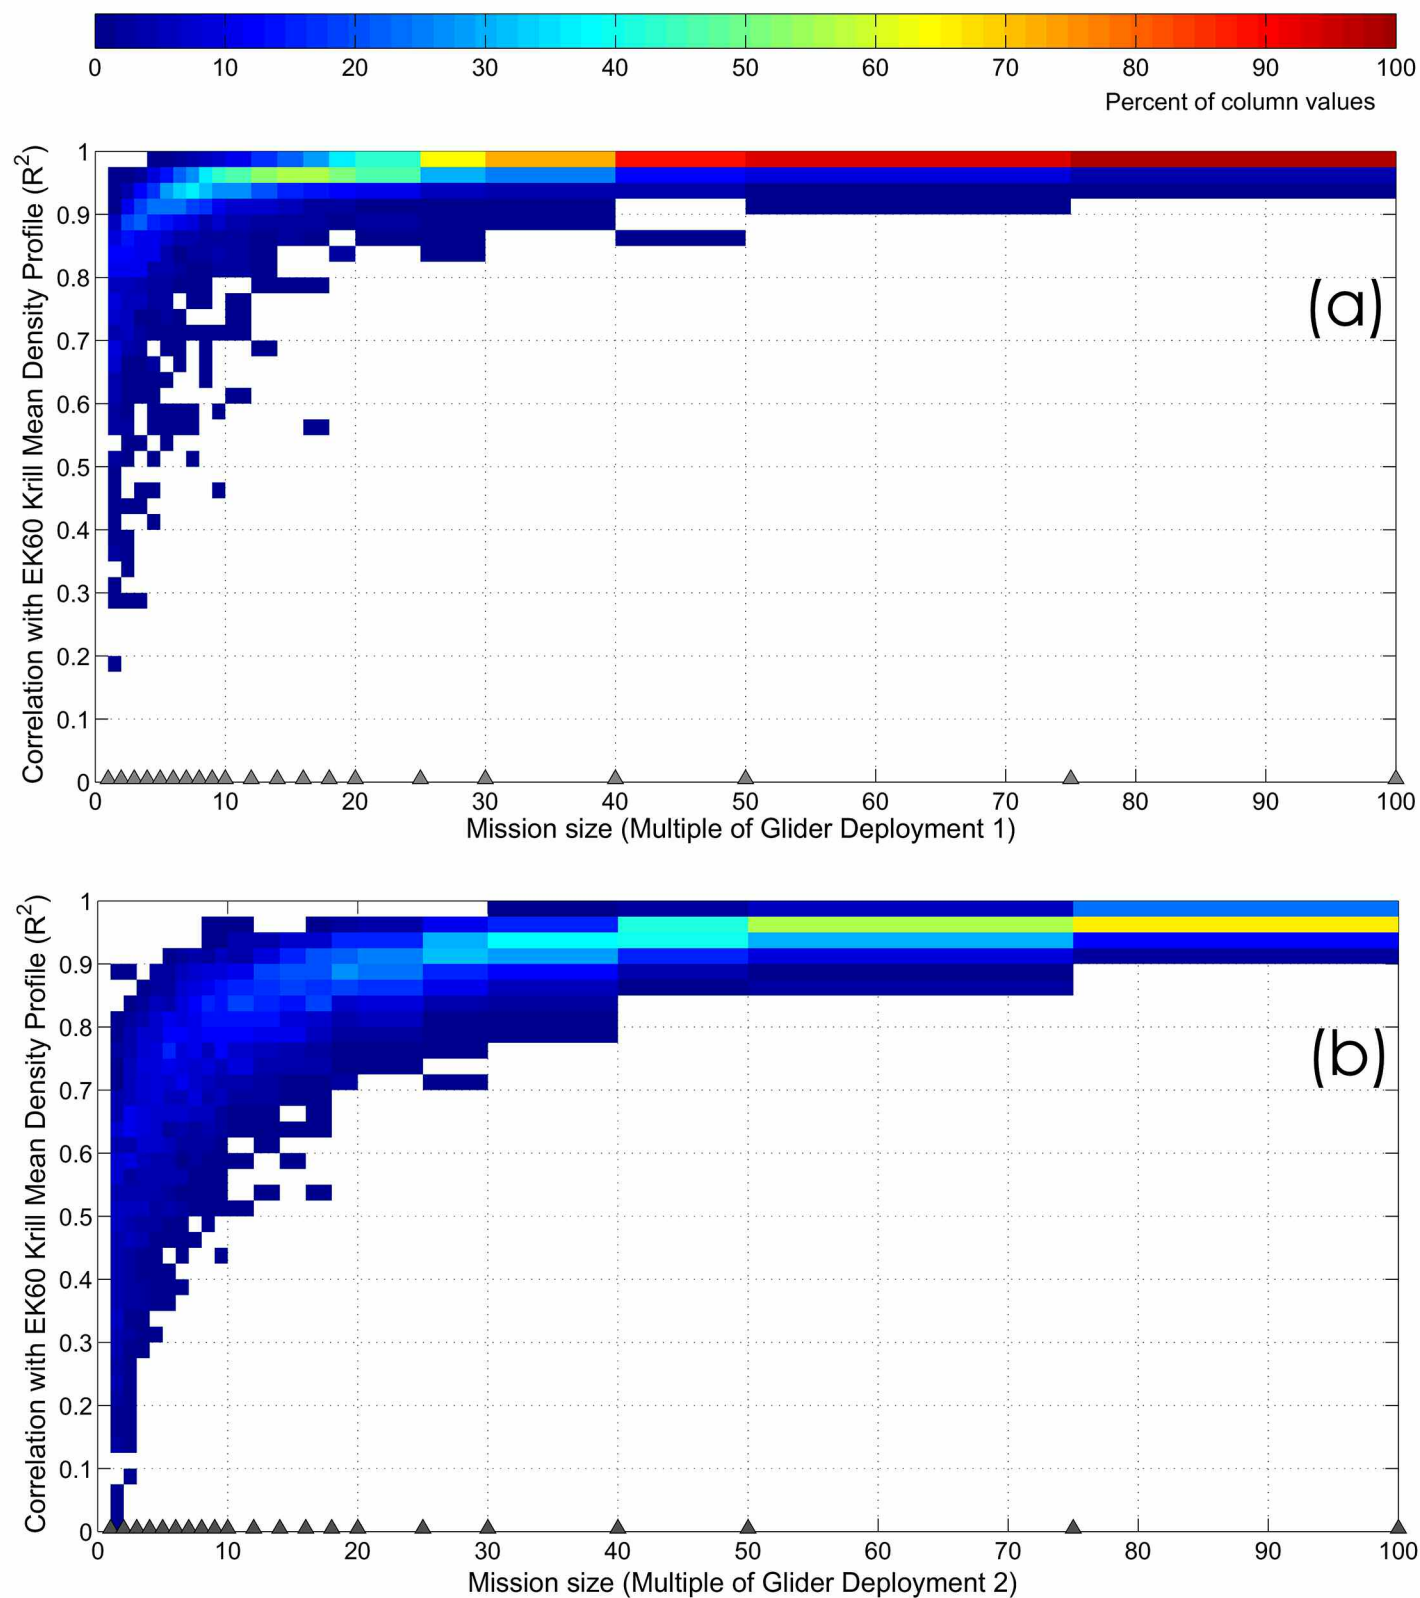 0 10 20 30 40 50 60 70 80 90 100
Percent of column values
Correlation with EK60 Krill Mean Density Profile (R²)
1
0.9
0.8
0.7
0.6
0.5
0.4
0.3
0.2
0.1
0
(a)
0 10 20 30 40 50 60 70 80 90 100
Mission size (Multiple of Glider Deployment 1)
Correlation with EK60 Krill Mean Density Profile (R²)
1
0.9
0.8
0.7
0.6
0.5
0.4
0.3
0.2
0.1
0
(b)
0 10 20 30 40 50 60 70 80 90 100
Mission size (Multiple of Glider Deployment 2)